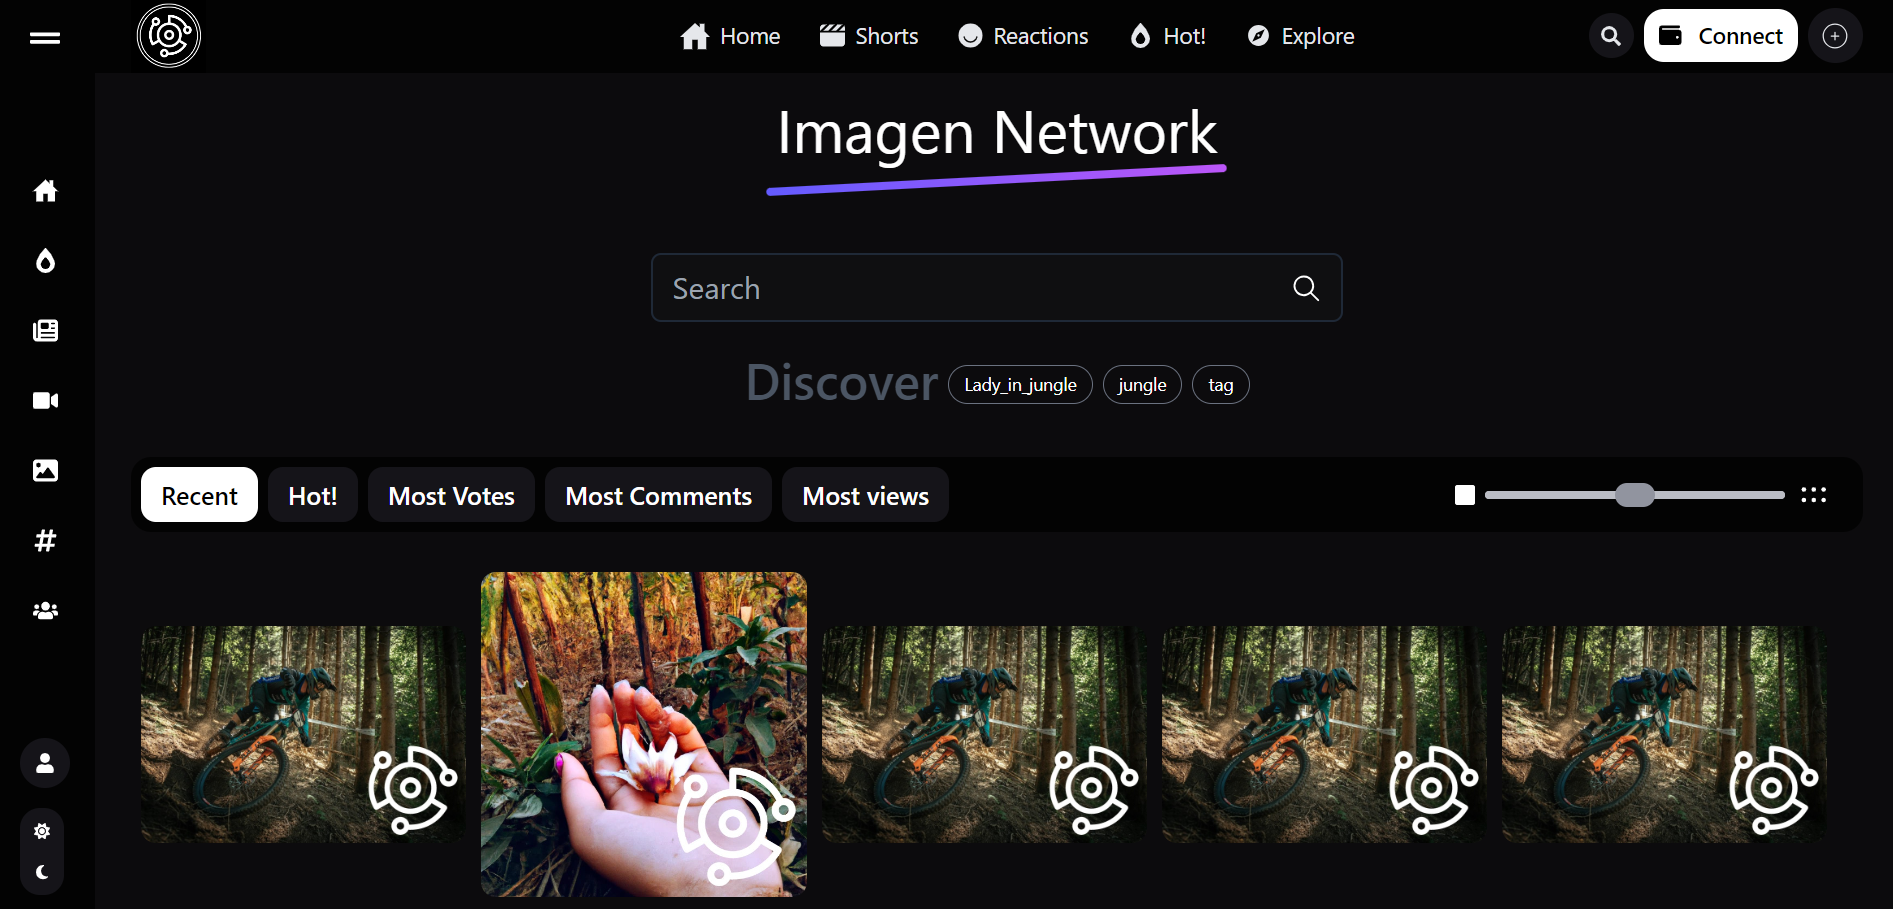 Home Shorts Reactions Hot! Explore Connect
Imagen Network
Search
Discover Lady_in_jungle jungle tag
Recent Hot! Most Votes Most Comments Most views